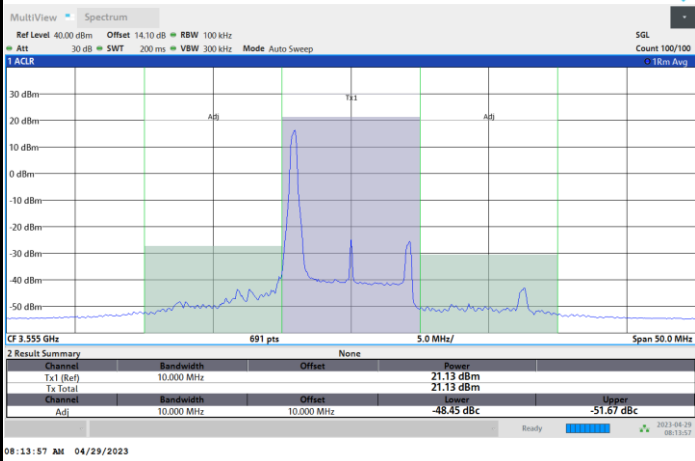 MultiView Spectrum
Ref Level 40.00 dBm Offset 14.10 dB RBW 100 kHz SGL
Att 30 dB SWT 200 ms VBW 300 kHz Mode Auto Sweep Count 100/100
1 ACLR 1Rm Avg
30 dBm
Tx1
20 dBm
Adj Adj
10 dBm
0 dBm
-10 dBm
-20 dBm
-30 dBm
-40 dBm
-50 dBm
CF 3.555 GHz 691 pts 5.0 MHz/ Span 50.0 MHz
2 Result Summary None
Channel Bandwidth Offset Power
Tx1 (Ref) 10.000 MHz 21.13 dBm
Tx Total 21.13 dBm
Channel Bandwidth Offset Lower Upper
Adj 10.000 MHz 10.000 MHz -48.45 dBc -51.67 dBc
Ready 2023-04-29
08:13:57
08:13:57 AM 04/29/2023